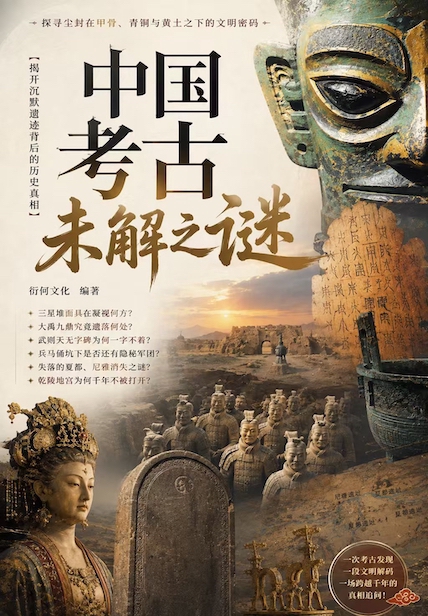 探寻尘封在甲骨、青铜与黄土之下的文明密码
【揭开沉默遗迹背后的历史真相】
中国
考古
未解之谜
衍何文化 编著
三星堆面具在凝视何方？
大禹九鼎究竟遗落何处？
武则天无字碑为何一字不着？
兵马俑坑下是否还有隐秘军团？
失落的夏都、尼雅消失之谜？
乾陵地宫为何千年不被打开？
一次考古发现
一段文明解码
一场跨越千年的
真相追问！